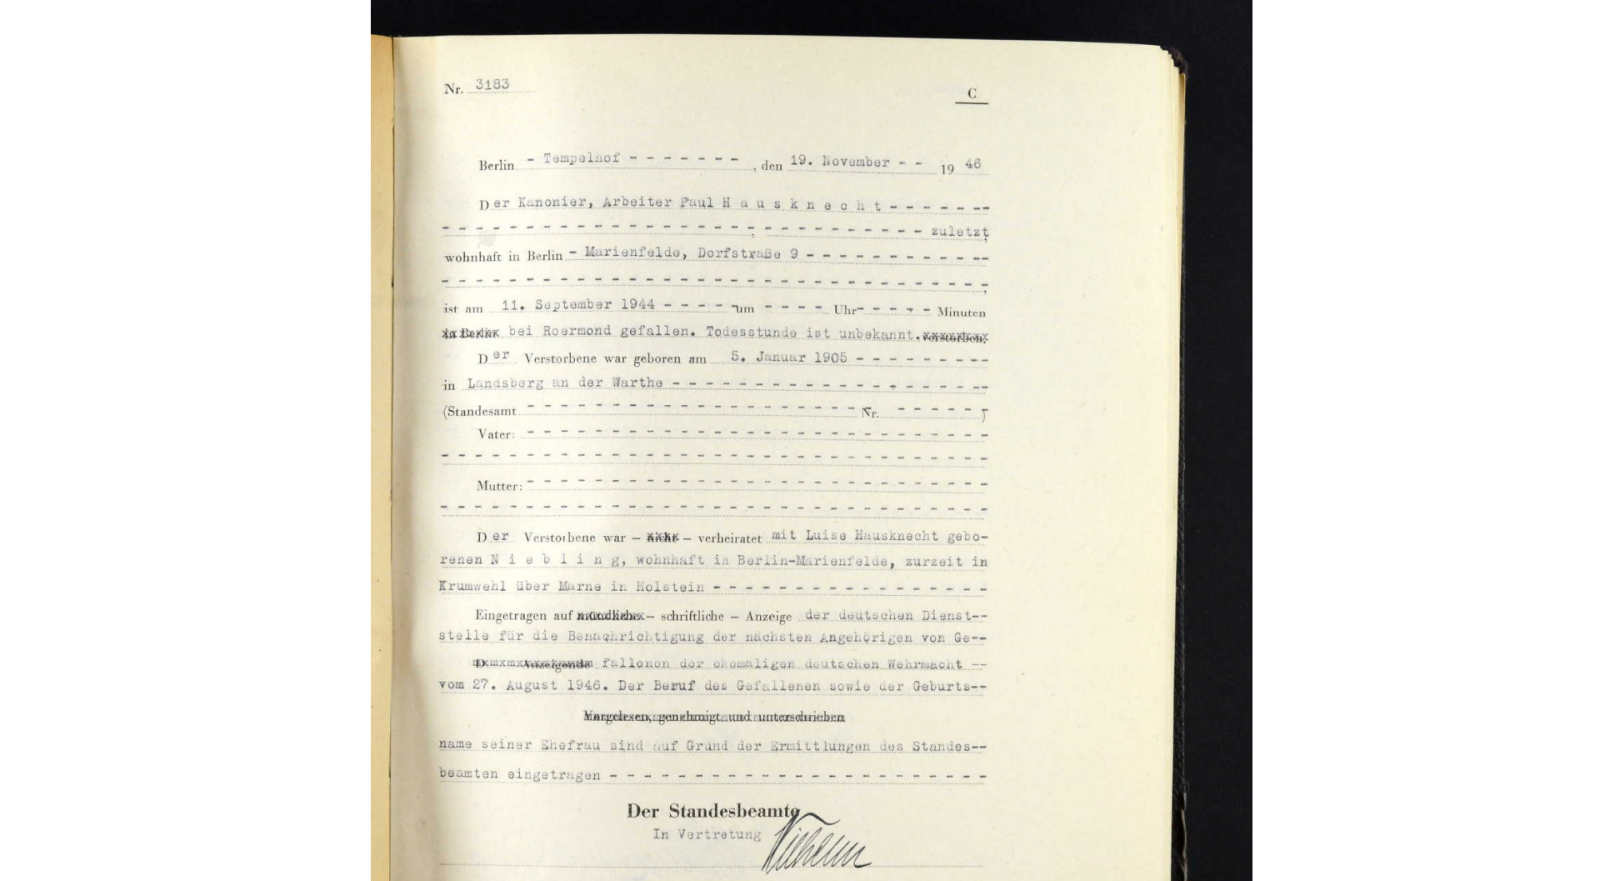 Nr. 3183
C
Berlin - Tempelhof - - - - - - - , den 19. November - - 19 46
Der Kanonier, Arbeiter Paul H a u s k n e c h t - - - - - - -
- - - - - - - - - - - - - - - - - - - - - - - - - - - - zuletzt
wohnhaft in Berlin - Marienfelde, Dorfstraße 9 - - - - - - - - - - -
- - - - - - - - - - - - - - - - - - - - - - - - - - - - - - - - ,
ist am 11. September 1944 - - - - um - - - - Uhr - - - - - Minuten
in Berlin bei Roermond gefallen. Todesstunde ist unbekannt. verstorben.
Der Verstorbene war geboren am 5. Januar 1905 - - - - - - - -
in Landsberg an der Warthe - - - - - - - - - - - - - - - - - - -
(Standesamt - - - - - - - - - - - - - - - - - - - - Nr. - - - - - )
Vater: - - - - - - - - - - - - - - - - - - - - - - - - - - -
- - - - - - - - - - - - - - - - - - - - - - - - - - - - - - - -
Mutter: - - - - - - - - - - - - - - - - - - - - - - - - - - -
- - - - - - - - - - - - - - - - - - - - - - - - - - - - - - - -
Der Verstorbene war – nicht – verheiratet mit Luise Hausknecht gebo-
renen N i e b l i n g, wohnhaft in Berlin-Marienfelde, zurzeit in
Krumwehl über Marne in Holstein - - - - - - - - - - - - - - - -
Eingetragen auf mündliche – schriftliche – Anzeige der deutschen Dienst--
stelle für die Benachrichtigung der nächsten Angehörigen von Ge--
D Anzeigende fallenen der ehemaligen deutschen Wehrmacht --
vom 27. August 1946. Der Beruf des Gefallenen sowie der Geburts--
Vorgelesen, genehmigt und unterschrieben
name seiner Ehefrau sind auf Grund der Ermittlungen des Standes--
beamten eingetragen - - - - - - - - - - - - - - - - - - - - - -
Der Standesbeamte
In Vertretung